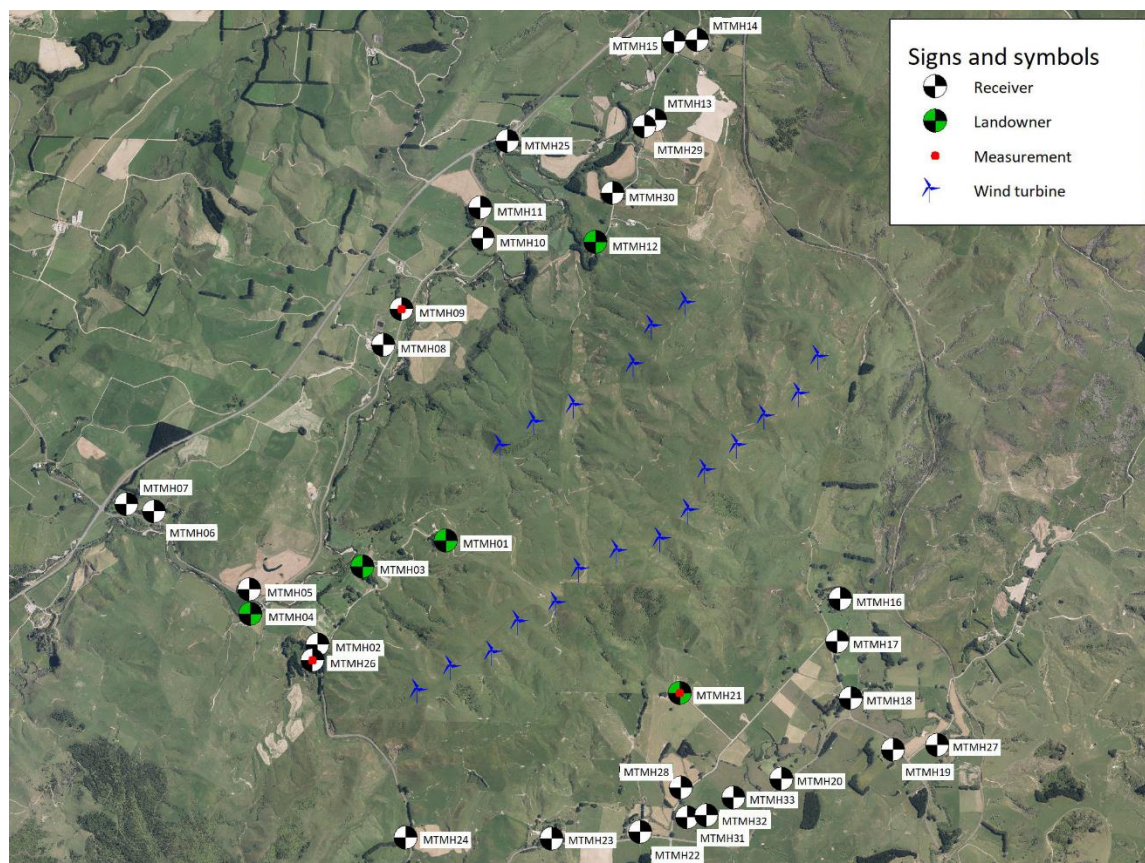 MTMH14
MTMH15
Signs and symbols
Receiver
Landowner
Measurement
Wind turbine
MTMH13
MTMH25
MTMH29
MTMH30
MTMH11
MTMH10
MTMH12
MTMH09
MTMH08
MTMH07
MTMH06
MTMH01
MTMH03
MTMH05
MTMH04
MTMH16
MTMH02
MTMH17
MTMH26
MTMH21
MTMH18
MTMH27
MTMH19
MTMH28
MTMH20
MTMH33
MTMH32
MTMH31
MTMH24
MTMH23
MTMH22